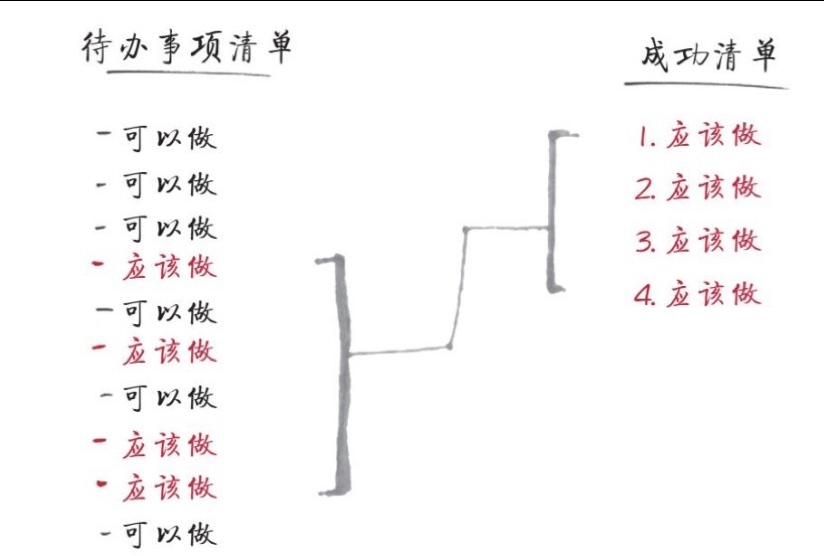 待办事项清单
- 可以做
- 可以做
- 可以做
- 应该做
- 可以做
- 应该做
- 可以做
- 应该做
- 应该做
- 可以做
成功清单
1. 应该做
2. 应该做
3. 应该做
4. 应该做